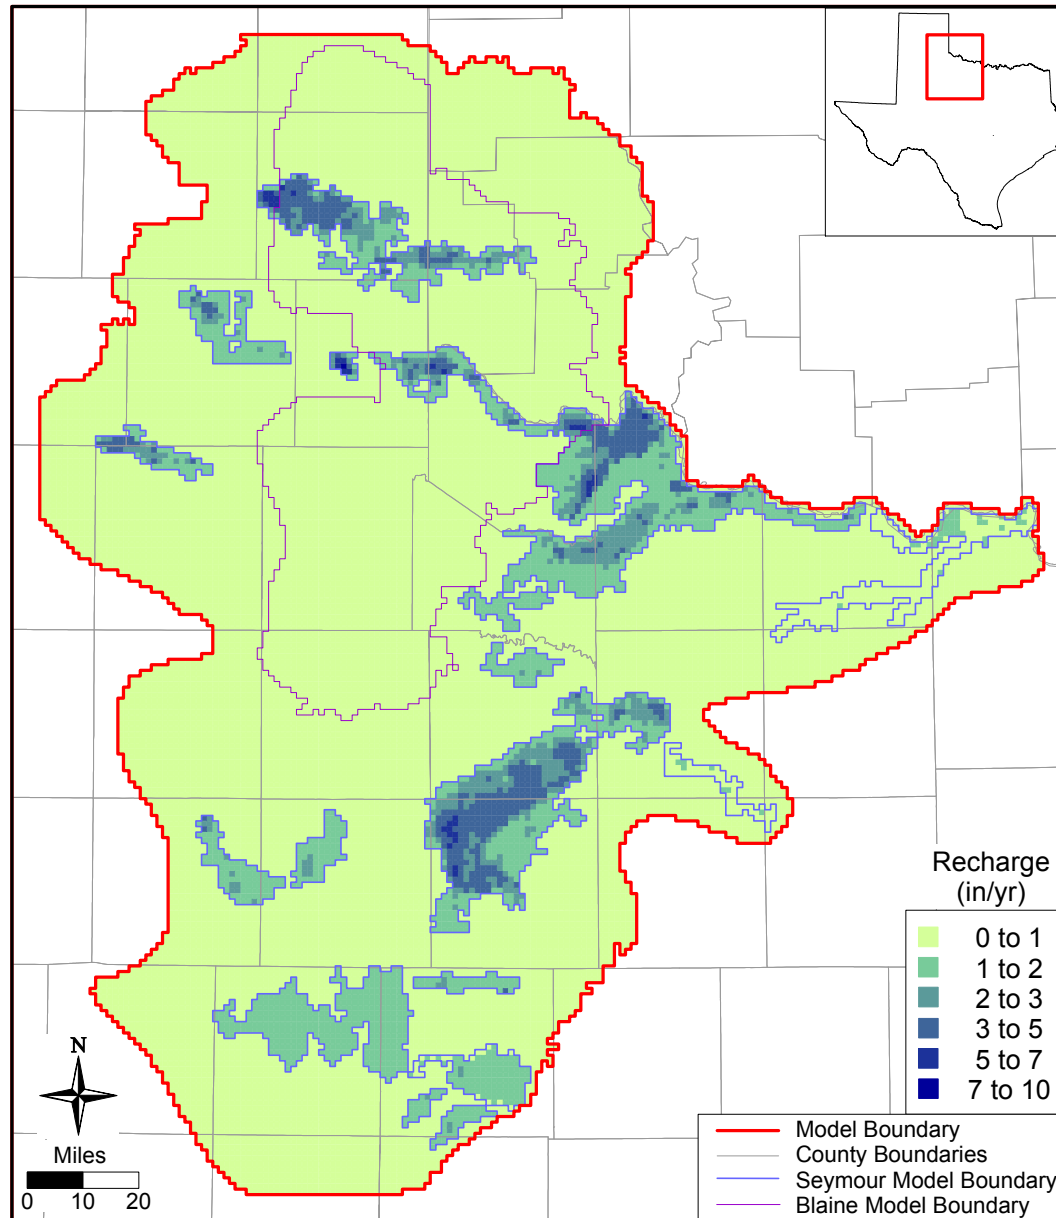 Recharge
(in/yr)
0 to 1
1 to 2
2 to 3
3 to 5
5 to 7
7 to 10
N
Miles
0 10 20
Model Boundary
County Boundaries
Seymour Model Boundary
Blaine Model Boundary